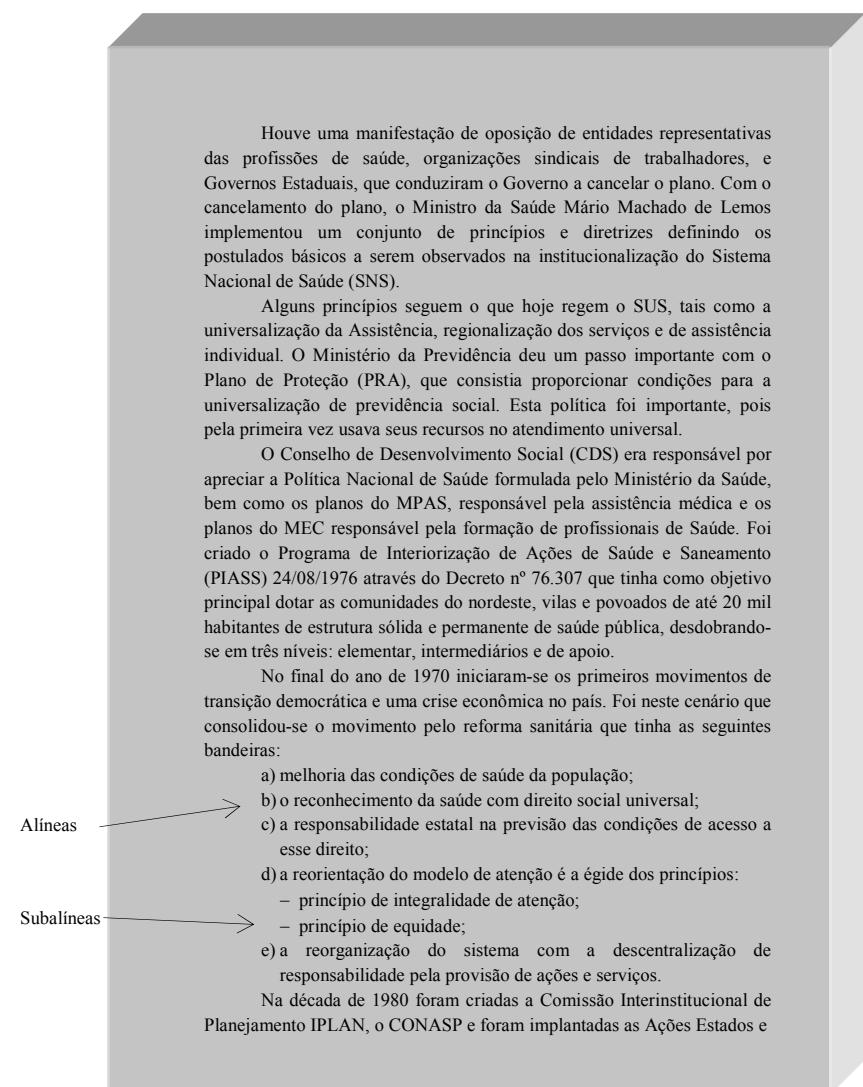 Houve uma manifestação de oposição de entidades representativas
das profissões de saúde, organizações sindicais de trabalhadores, e
Governos Estaduais, que conduziram o Governo a cancelar o plano. Com o
cancelamento do plano, o Ministro da Saúde Mário Machado de Lemos
implementou um conjunto de princípios e diretrizes definindo os
postulados básicos a serem observados na institucionalização do Sistema
Nacional de Saúde (SNS).
Alguns princípios seguem o que hoje regem o SUS, tais como a
universalização da Assistência, regionalização dos serviços e de assistência
individual. O Ministério da Previdência deu um passo importante com o
Plano de Proteção (PRA), que consistia proporcionar condições para a
universalização de previdência social. Esta política foi importante, pois
pela primeira vez usava seus recursos no atendimento universal.
O Conselho de Desenvolvimento Social (CDS) era responsável por
apreciar a Política Nacional de Saúde formulada pelo Ministério da Saúde,
bem como os planos do MPAS, responsável pela assistência médica e os
planos do MEC responsável pela formação de profissionais de Saúde. Foi
criado o Programa de Interiorização de Ações de Saúde e Saneamento
(PIASS) 24/08/1976 através do Decreto nº 76.307 que tinha como objetivo
principal dotar as comunidades do nordeste, vilas e povoados de até 20 mil
habitantes de estrutura sólida e permanente de saúde pública, desdobrando-
se em três níveis: elementar, intermediários e de apoio.
No final do ano de 1970 iniciaram-se os primeiros movimentos de
transição democrática e uma crise econômica no país. Foi neste cenário que
consolidou-se o movimento pelo reforma sanitária que tinha as seguintes
bandeiras:
a) melhoria das condições de saúde da população;
b) o reconhecimento da saúde com direito social universal;
Alíneas
c) a responsabilidade estatal na previsão das condições de acesso a
esse direito;
d) a reorientação do modelo de atenção é a égide dos princípios:
– princípio de integralidade de atenção;
Subalíneas
– princípio de equidade;
e) a reorganização do sistema com a descentralização de
responsabilidade pela provisão de ações e serviços.
Na década de 1980 foram criadas a Comissão Interinstitucional de
Planejamento IPLAN, o CONASP e foram implantadas as Ações Estados e